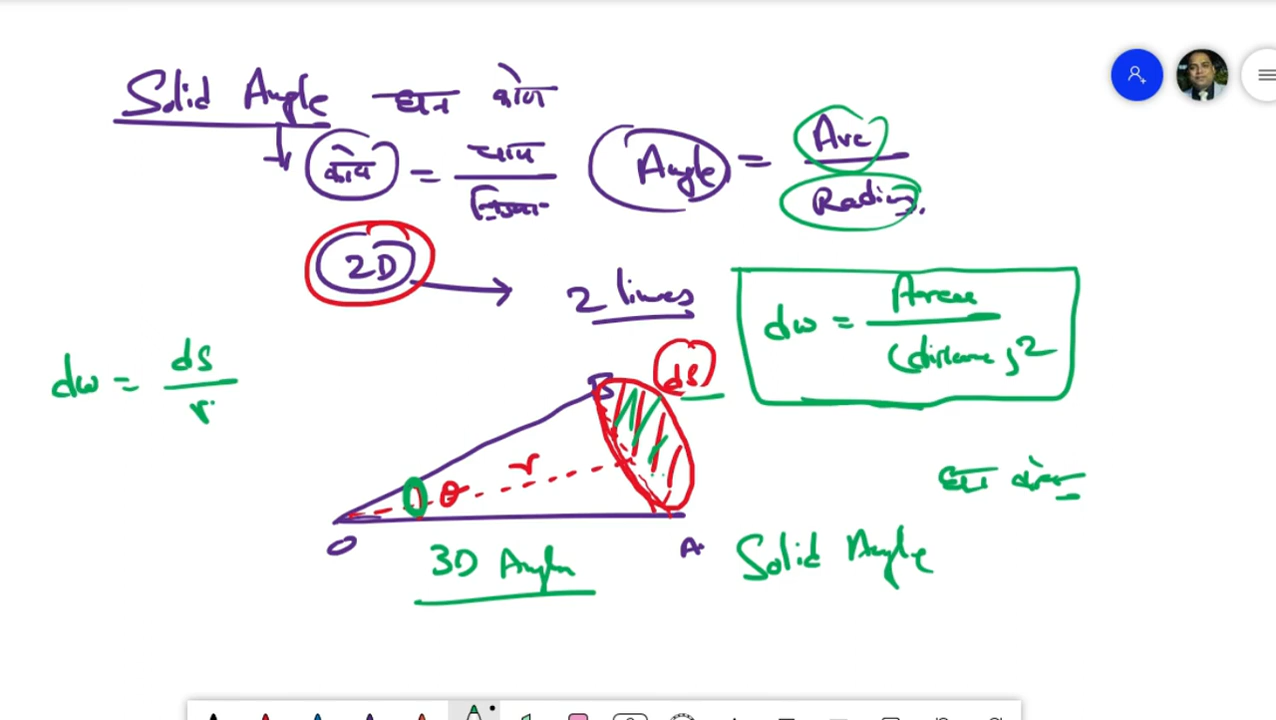 Solid Angle घन कोण
कोण = चाप / त्रिज्या Angle = Arc / Radius.
2D → 2 lines
dω = Area / (distance)2
dω = ds / r
B ds
θ r
O A
3D Angle Solid Angle
घन कोण